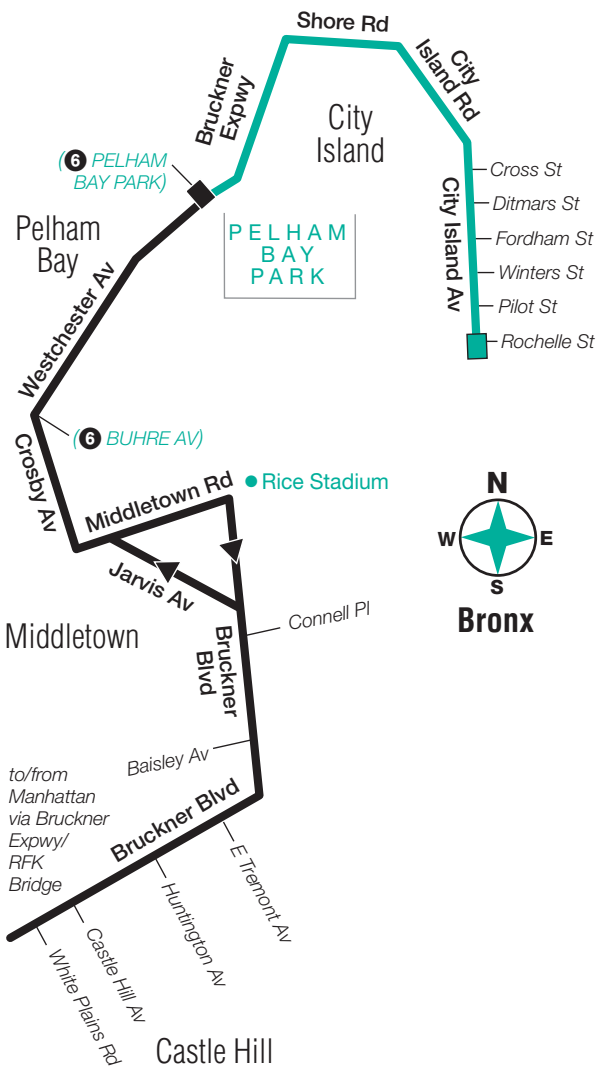 Shore Rd
Bruckner
Expwy
City
Island Rd
City
Island
(6 PELHAM
BAY PARK)
Cross St
Ditmars St
Fordham St
Winters St
Pilot St
Rochelle St
City Island Av
Pelham
Bay
PELHAM
BAY
PARK
Westchester Av
(6 BUHRE AV)
Crosby Av
Middletown Rd
Rice Stadium
Jarvis Av
N
W
E
S
Bronx
Middletown
Connell Pl
Bruckner
Blvd
Baisley Av
to/from
Manhattan
via Bruckner
Expwy/
RFK
Bridge
Bruckner Blvd
E Tremont Av
Huntington Av
Castle Hill Av
White Plains Rd
Castle Hill